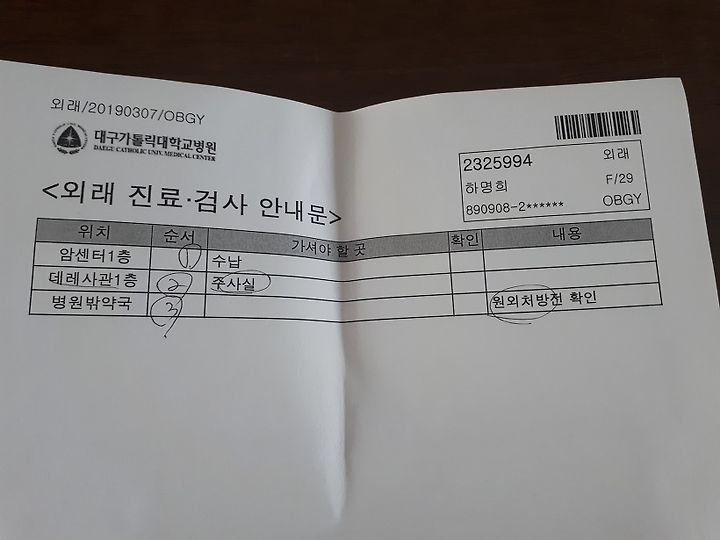 외래/20190307/OBGY
대구가톨릭대학교병원
DAEGU CATHOLIC UNIV. MEDICAL CENTER
2325994 외래
하명희 F/29
890908-2****** OBGY
<외래 진료·검사 안내문>
위치 순서 가셔야 할 곳 확인 내용
암센터1층 1 수납
데레사관1층 2 주사실
병원밖약국 3 원외처방전 확인